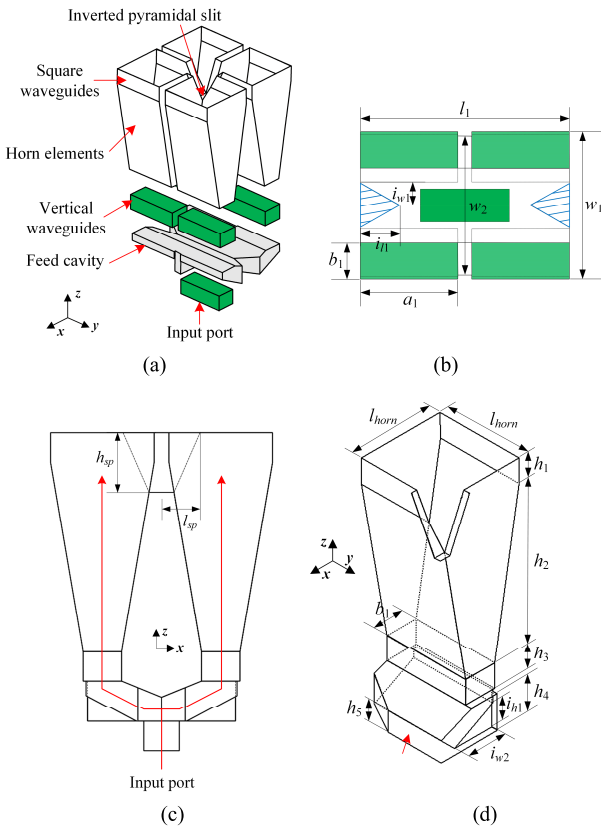 Inverted pyramidal slit
Square
waveguides
Horn elements
Vertical
waveguides
Feed cavity
Input port
z
x
y
(a)
l1
iw1
w2
w1
il1
b1
a1
(b)
hsp
lsp
z
x
Input port
(c)
lhorn
lhorn
h1
h2
z
y
x
b1
h3
h4
ih1
h5
iw2
(d)